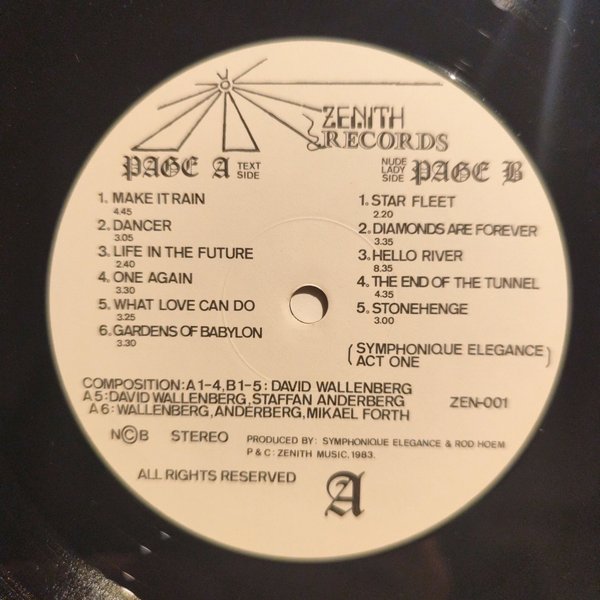 ZENITH
RECORDS
PAGE A TEXT SIDE
1. MAKE IT RAIN
4.45
2. DANCER
3.05
3. LIFE IN THE FUTURE
2.40
4. ONE AGAIN
3.30
5. WHAT LOVE CAN DO
3.25
6. GARDENS OF BABYLON
3.30
NUDE LADY SIDE PAGE B
1. STAR FLEET
2.20
2. DIAMONDS ARE FOREVER
3.35
3. HELLO RIVER
8.35
4. THE END OF THE TUNNEL
4.35
5. STONEHENGE
3.00
(SYMPHONIQUE ELEGANCE)
ACT ONE
COMPOSITION: A1-4, B1-5: DAVID WALLENBERG
A5: DAVID WALLENBERG, STAFFAN ANDERBERG
A6: WALLENBERG, ANDERBERG, MIKAEL FORTH
ZEN-001
N©B STEREO
PRODUCED BY: SYMPHONIQUE ELEGANCE & ROD HOEM
P & C: ZENITH MUSIC, 1983.
ALL RIGHTS RESERVED
A